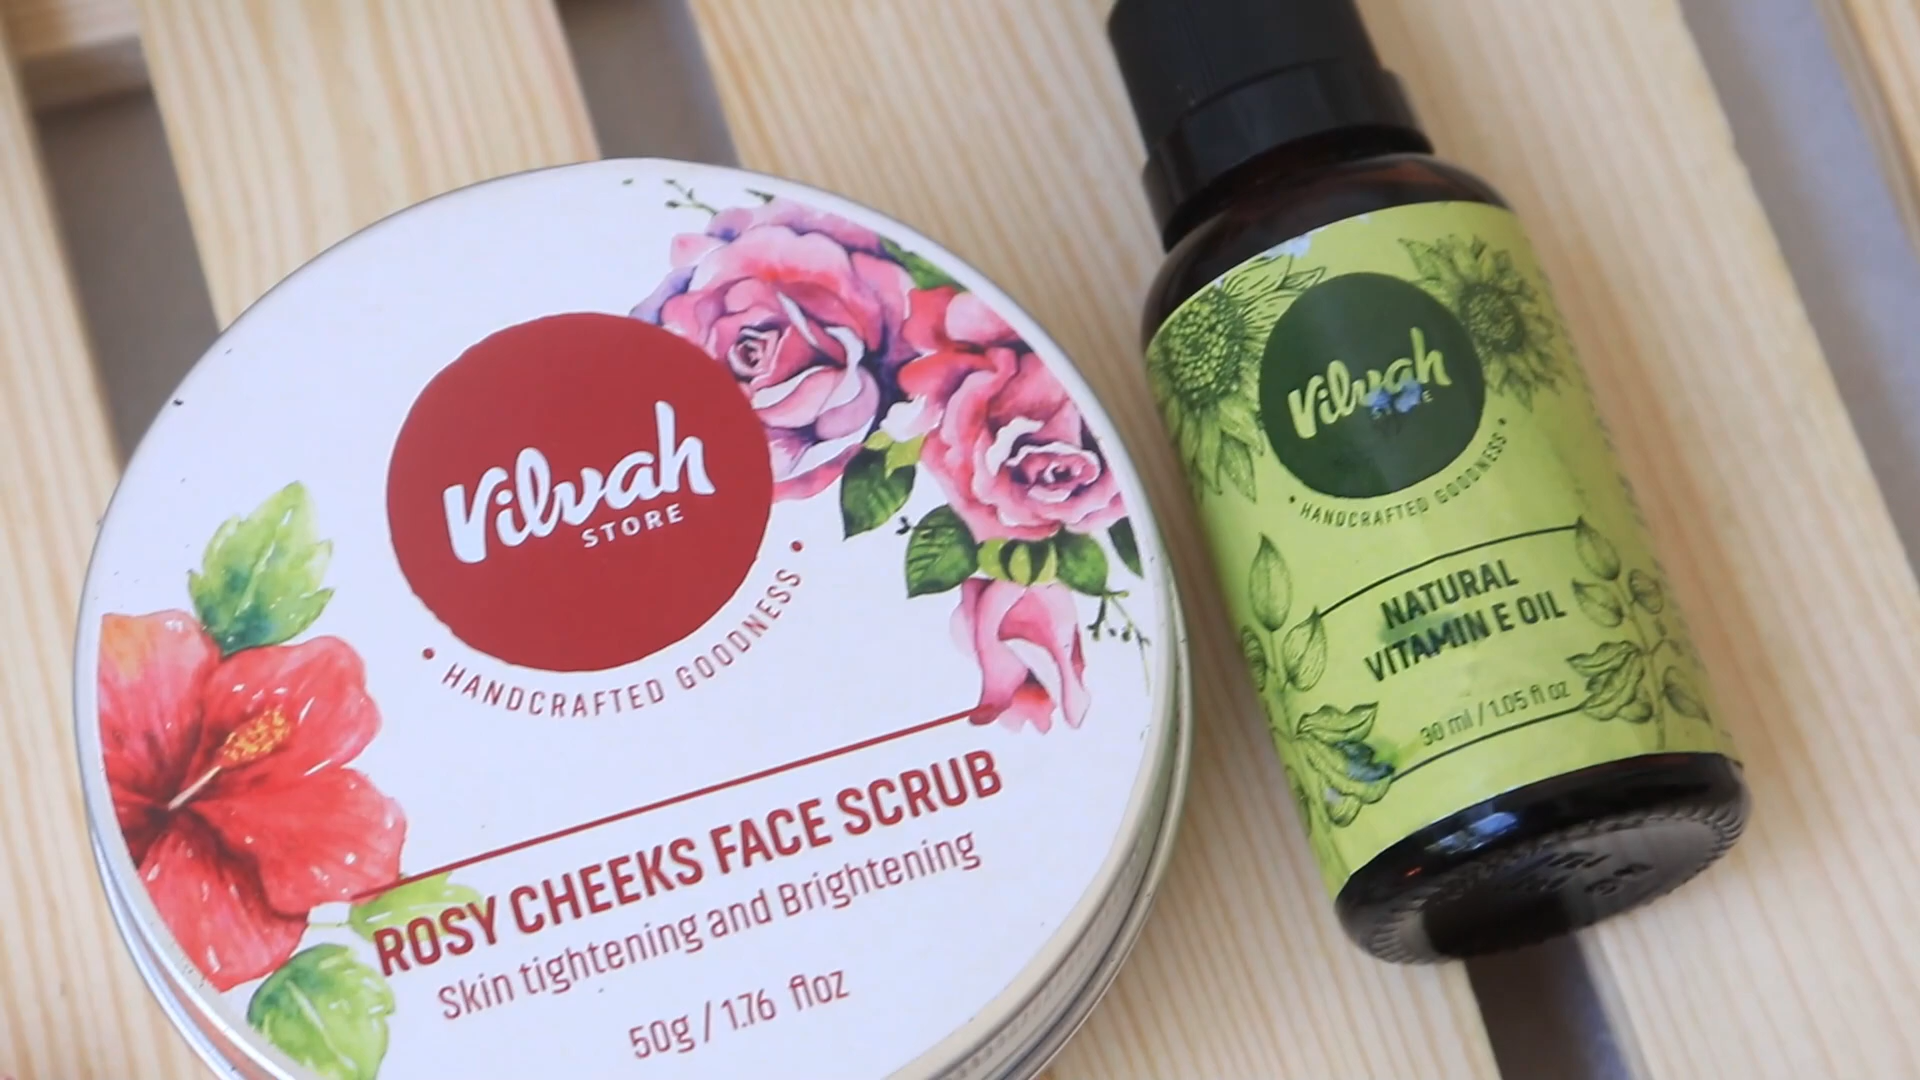 Vilvah
STORE
• HANDCRAFTED GOODNESS •
ROSY CHEEKS FACE SCRUB
Skin tightening and Brightening
50g / 1.76 floz
Vilvah
STORE
• HANDCRAFTED GOODNESS •
NATURAL
VITAMIN E OIL
30 ml / 1.05 fl oz